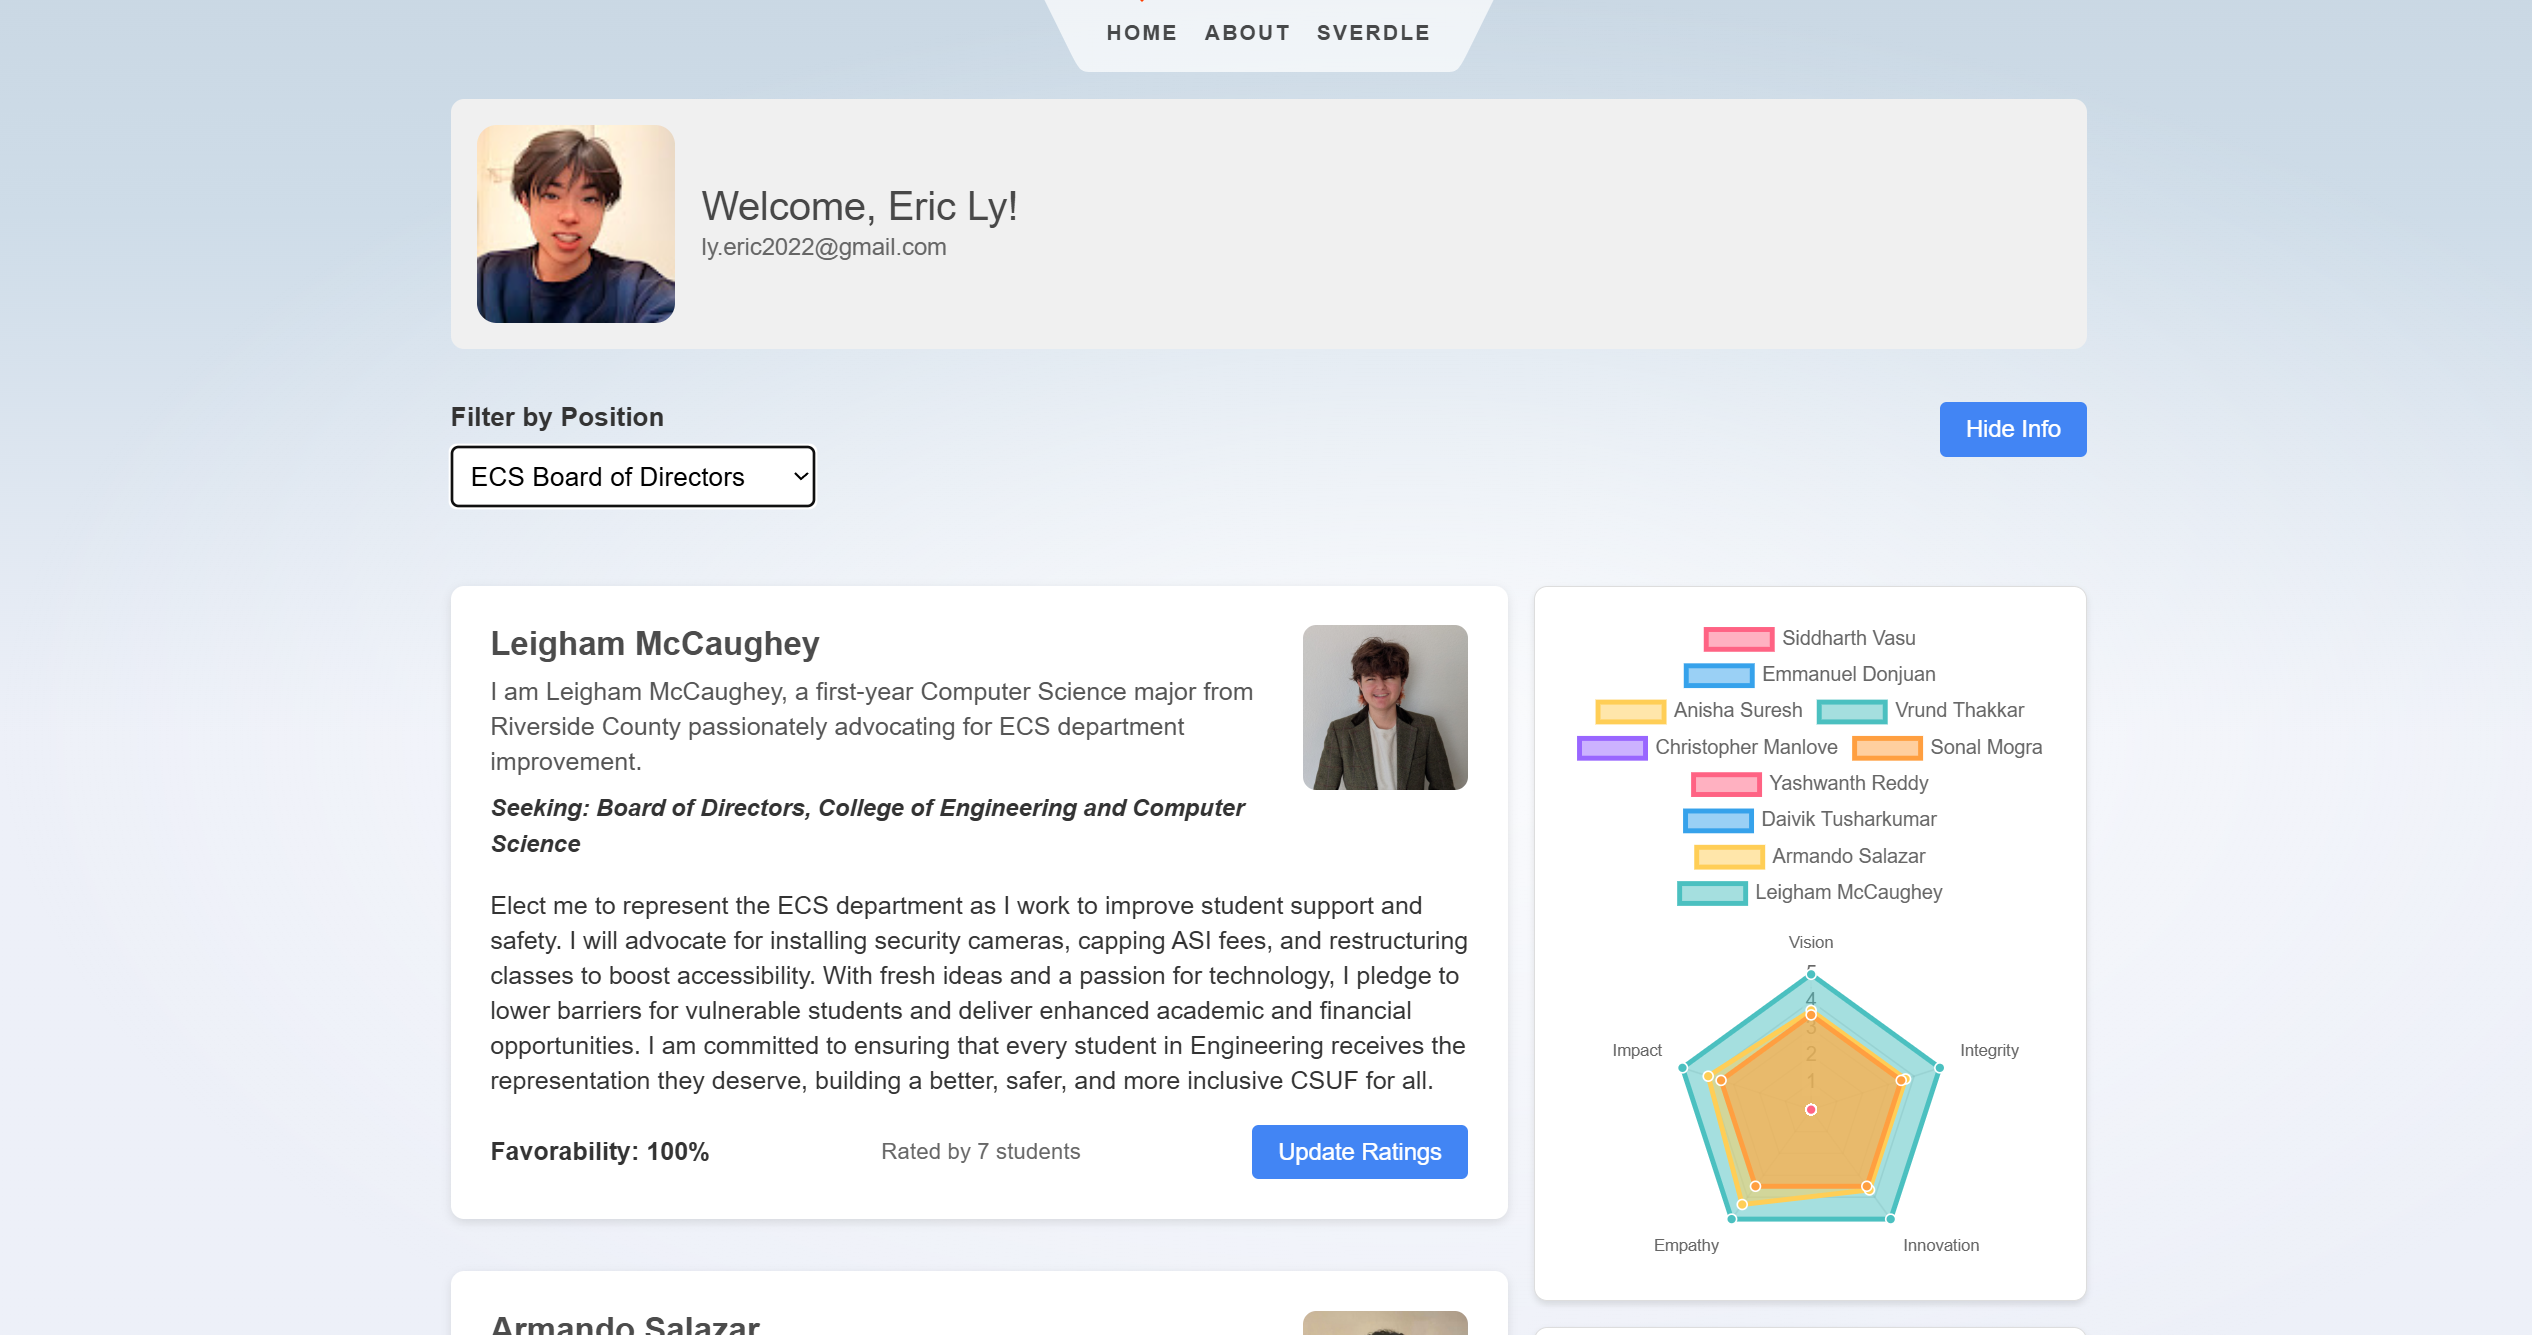 HOME ABOUT SVERDLE
Welcome, Eric Ly!
ly.eric2022@gmail.com
Filter by Position
ECS Board of Directors
Hide Info
Leigham McCaughey
I am Leigham McCaughey, a first-year Computer Science major from
Riverside County passionately advocating for ECS department
improvement.
Seeking: Board of Directors, College of Engineering and Computer
Science
Elect me to represent the ECS department as I work to improve student support and
safety. I will advocate for installing security cameras, capping ASI fees, and restructuring
classes to boost accessibility. With fresh ideas and a passion for technology, I pledge to
lower barriers for vulnerable students and deliver enhanced academic and financial
opportunities. I am committed to ensuring that every student in Engineering receives the
representation they deserve, building a better, safer, and more inclusive CSUF for all.
Favorability: 100%
Rated by 7 students
Update Ratings
Armando Salazar
Siddharth Vasu
Emmanuel Donjuan
Anisha Suresh Vrund Thakkar
Christopher Manlove Sonal Mogra
Yashwanth Reddy
Daivik Tusharkumar
Armando Salazar
Leigham McCaughey
Vision
5
4
3
2
1
Impact
Integrity
Empathy
Innovation